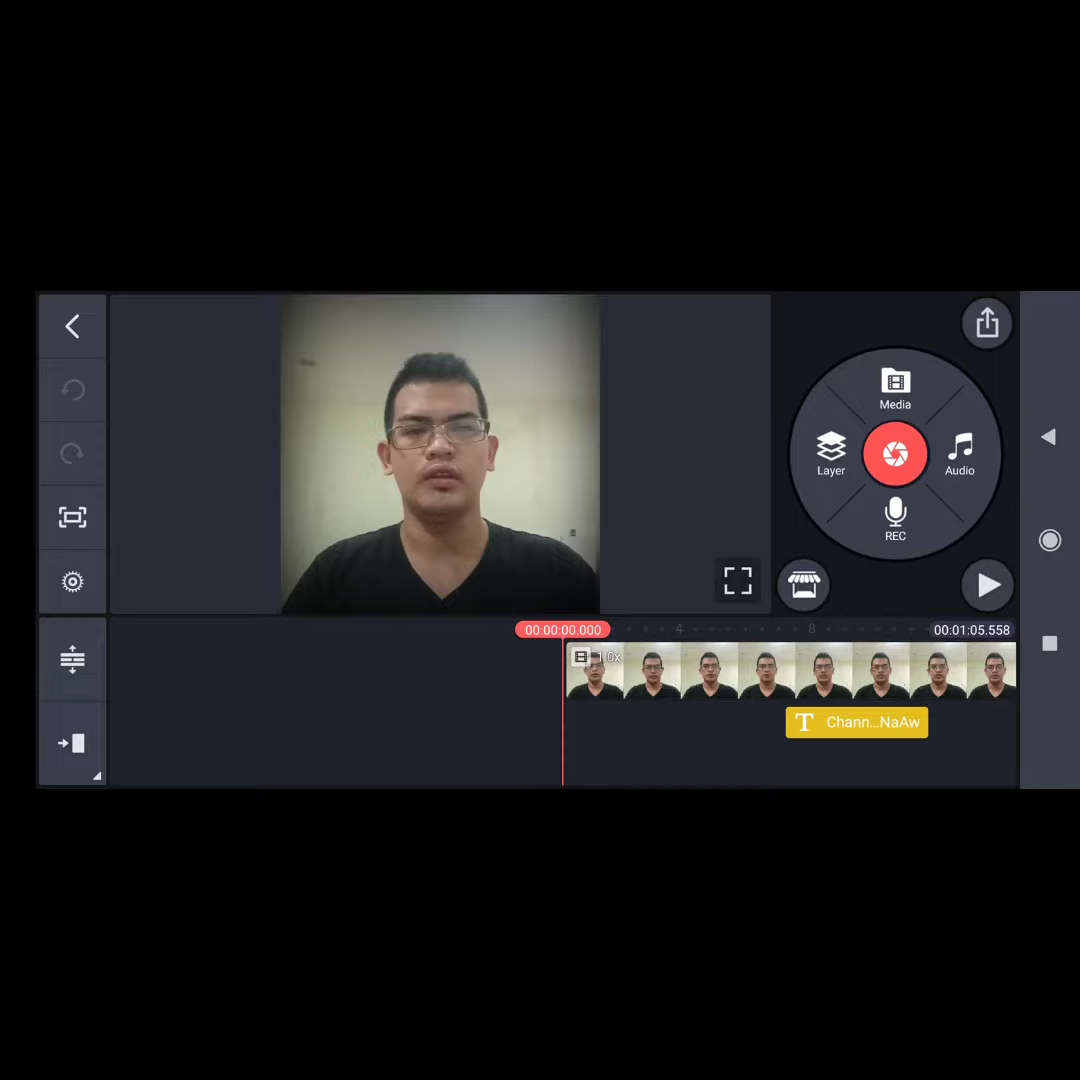 Media
Layer
Audio
REC
00:00:00.000
4
8
00:01:05.558
1.0x
T Chann...NaAw